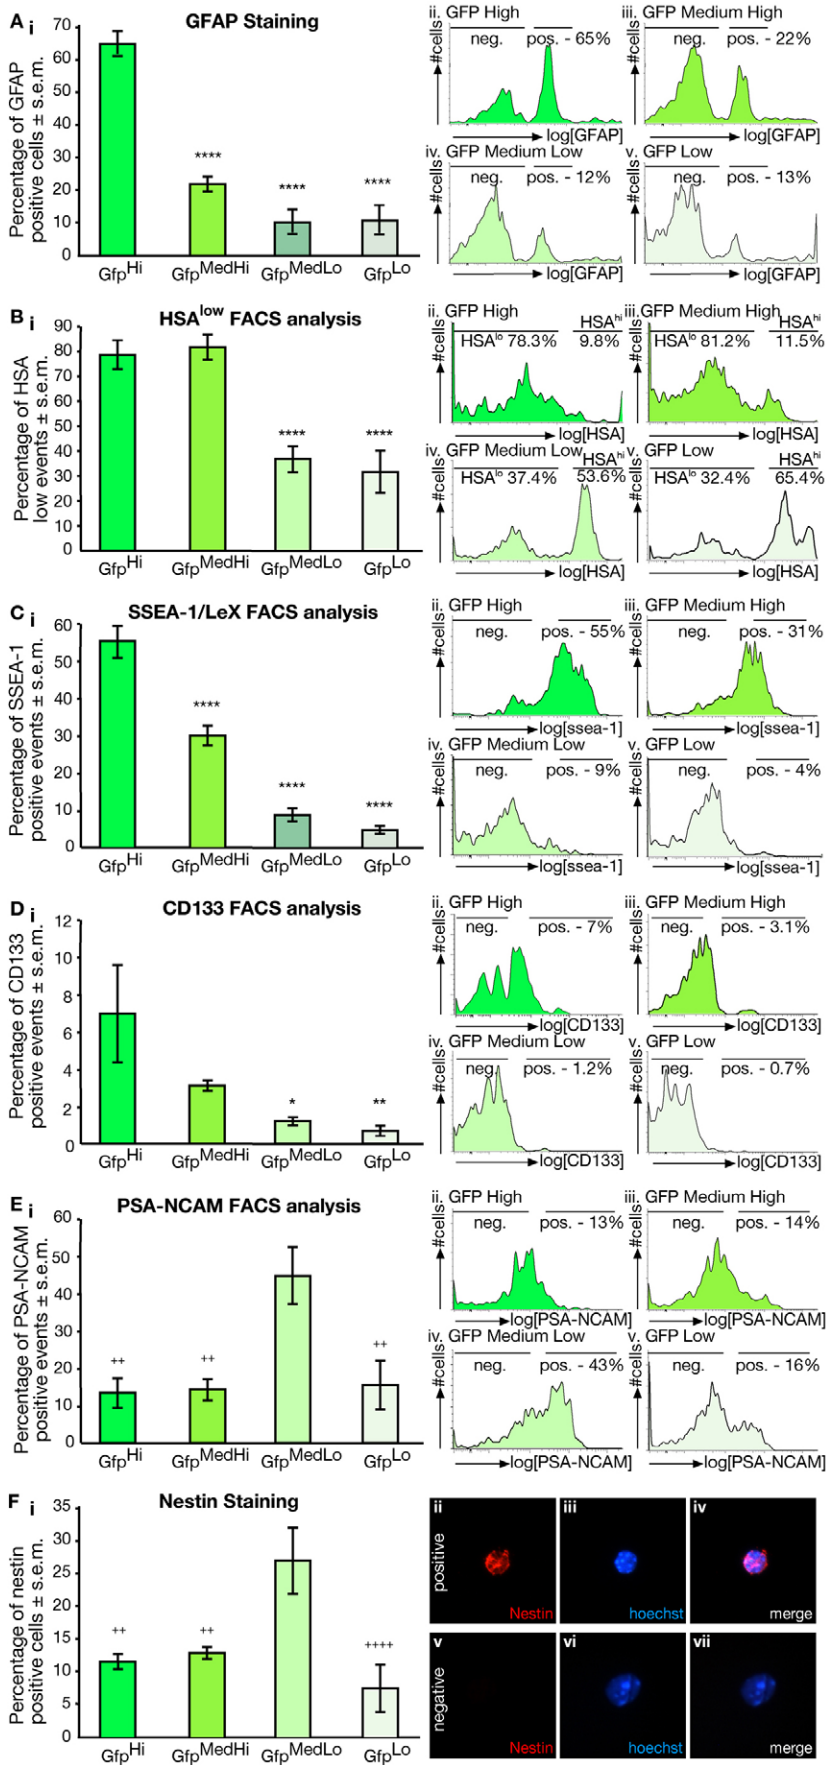 A i
GFAP Staining
Percentage of GFAP
positive cells ± s.e.m.
70
60
50
40
30
20
10
0
****
****
****
GfpHi
GfpMedHi
GfpMedLo
GfpLo
ii. GFP High
#cells
neg.
pos. - 65%
log[GFAP]
iii. GFP Medium High
#cells
neg.
pos. - 22%
log[GFAP]
iv. GFP Medium Low
#cells
neg.
pos. - 12%
log[GFAP]
v. GFP Low
#cells
neg.
pos. - 13%
log[GFAP]
B i
HSAlow FACS analysis
Percentage of HSA
low events ± s.e.m.
90
80
70
60
50
40
30
20
10
0
****
****
GfpHi
GfpMedHi
GfpMedLo
GfpLo
ii. GFP High
#cells
HSAlo 78.3%
HSAhi
9.8%
log[HSA]
iii. GFP Medium High
#cells
HSAlo 81.2%
HSAhi
11.5%
log[HSA]
iv. GFP Medium Low
#cells
HSAlo 37.4%
HSAhi
53.6%
log[HSA]
v. GFP Low
#cells
HSAlo 32.4%
HSAhi
65.4%
log[HSA]
C i
SSEA-1/LeX FACS analysis
Percentage of SSEA-1
positive events ± s.e.m.
60
50
40
30
20
10
0
****
****
****
GfpHi
GfpMedHi
GfpMedLo
GfpLo
ii. GFP High
#cells
neg.
pos. - 55%
log[ssea-1]
iii. GFP Medium High
#cells
neg.
pos. - 31%
log[ssea-1]
iv. GFP Medium Low
#cells
neg.
pos. - 9%
log[ssea-1]
v. GFP Low
#cells
neg.
pos. - 4%
log[ssea-1]
D i
CD133 FACS analysis
Percentage of CD133
positive events ± s.e.m.
12
10
8
6
4
2
0
*
**
GfpHi
GfpMedHi
GfpMedLo
GfpLo
ii. GFP High
#cells
neg.
pos. - 7%
log[CD133]
iii. GFP Medium High
#cells
neg.
pos. - 3.1%
log[CD133]
iv. GFP Medium Low
#cells
neg.
pos. - 1.2%
log[CD133]
v. GFP Low
#cells
neg.
pos. - 0.7%
log[CD133]
E i
PSA-NCAM FACS analysis
Percentage of PSA-NCAM
positive events ± s.e.m.
60
50
40
30
20
10
0
++
++
++
GfpHi
GfpMedHi
GfpMedLo
GfpLo
ii. GFP High
#cells
neg.
pos. - 13%
log[PSA-NCAM]
iii. GFP Medium High
#cells
neg.
pos. - 14%
log[PSA-NCAM]
iv. GFP Medium Low
#cells
neg.
pos. - 43%
log[PSA-NCAM]
v. GFP Low
#cells
neg.
pos. - 16%
log[PSA-NCAM]
F i
Nestin Staining
Percentage of nestin
positive cells ± s.e.m.
35
30
25
20
15
10
5
0
++
++
++++
GfpHi
GfpMedHi
GfpMedLo
GfpLo
positive
ii
Nestin
iii
hoechst
iv
merge
negative
v
Nestin
vi
hoechst
vii
merge